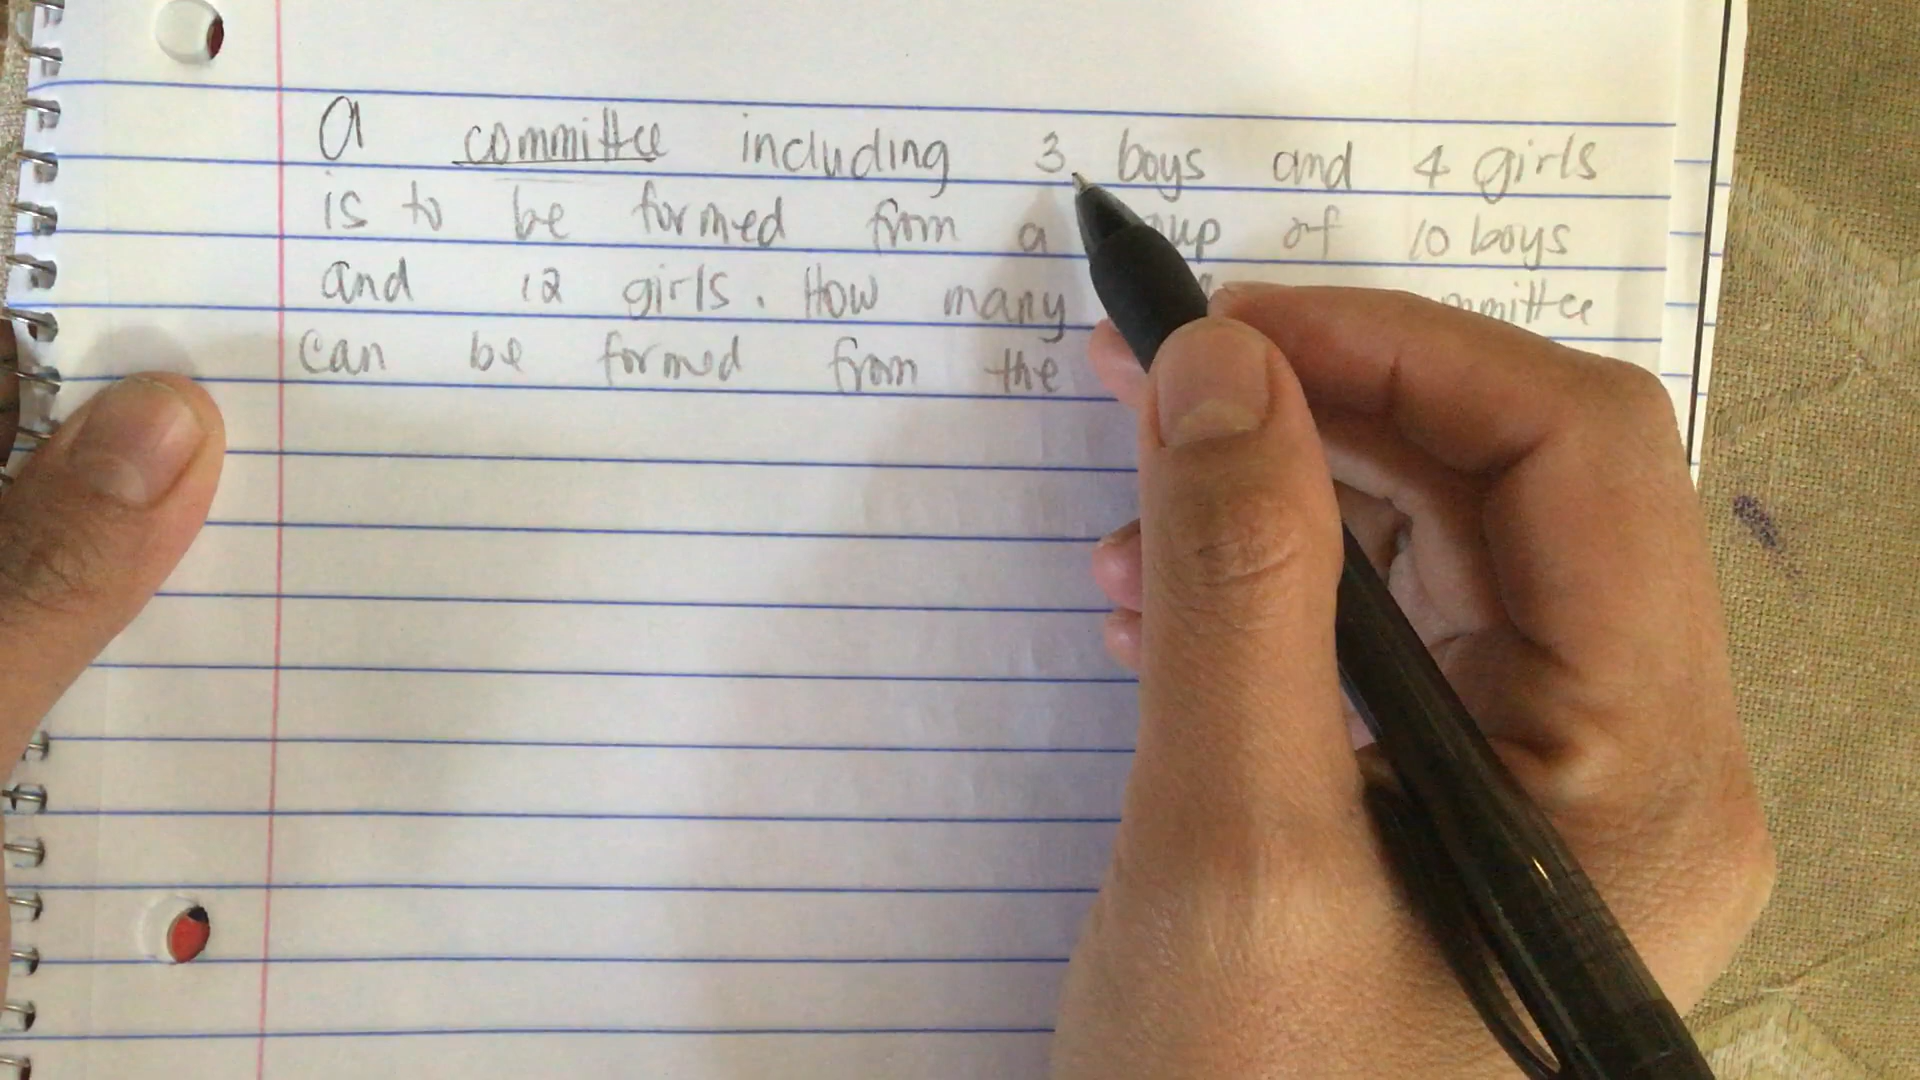 A committee including 3 boys and 4 girls
is to be formed from a of 10 boys
and 12 girls. How many
can be formed from the